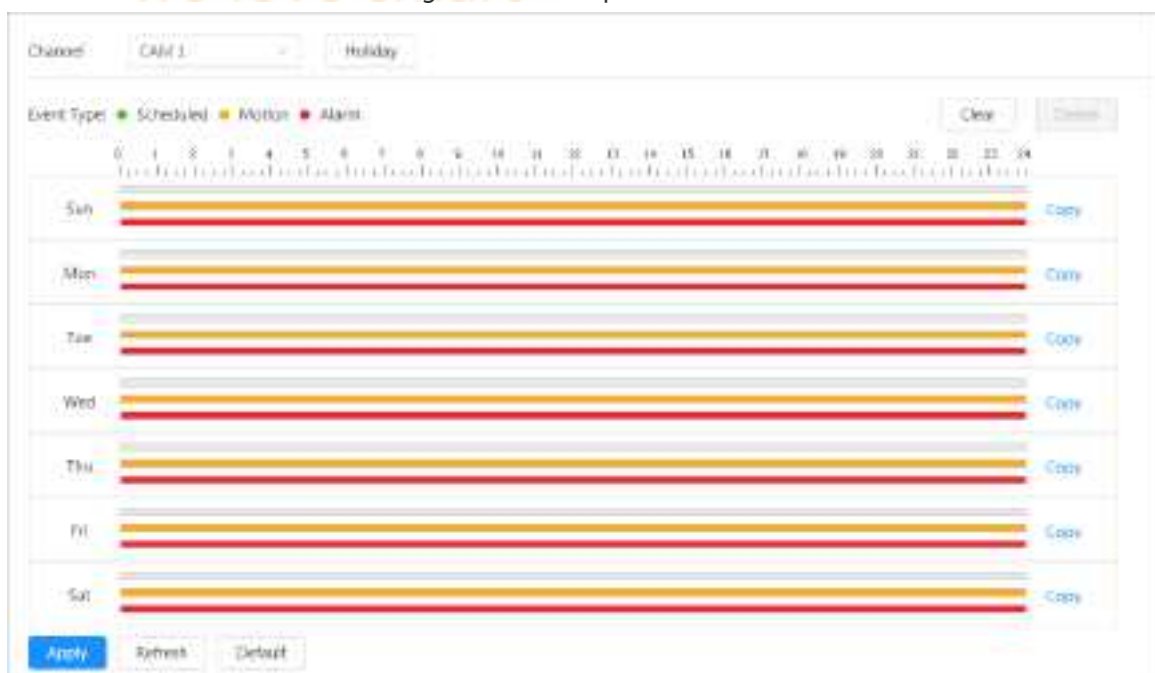 Channel CAM 1 Holiday
Event Type: Scheduled Motion Alarm Clear
0 1 2 3 4 5 6 7 8 9 10 11 12 13 14 15 16 17 18 19 20 21 22 23 24
Sun Copy
Mon Copy
Tue Copy
Wed Copy
Thu Copy
Fri Copy
Sat Copy
Apply Refresh Default